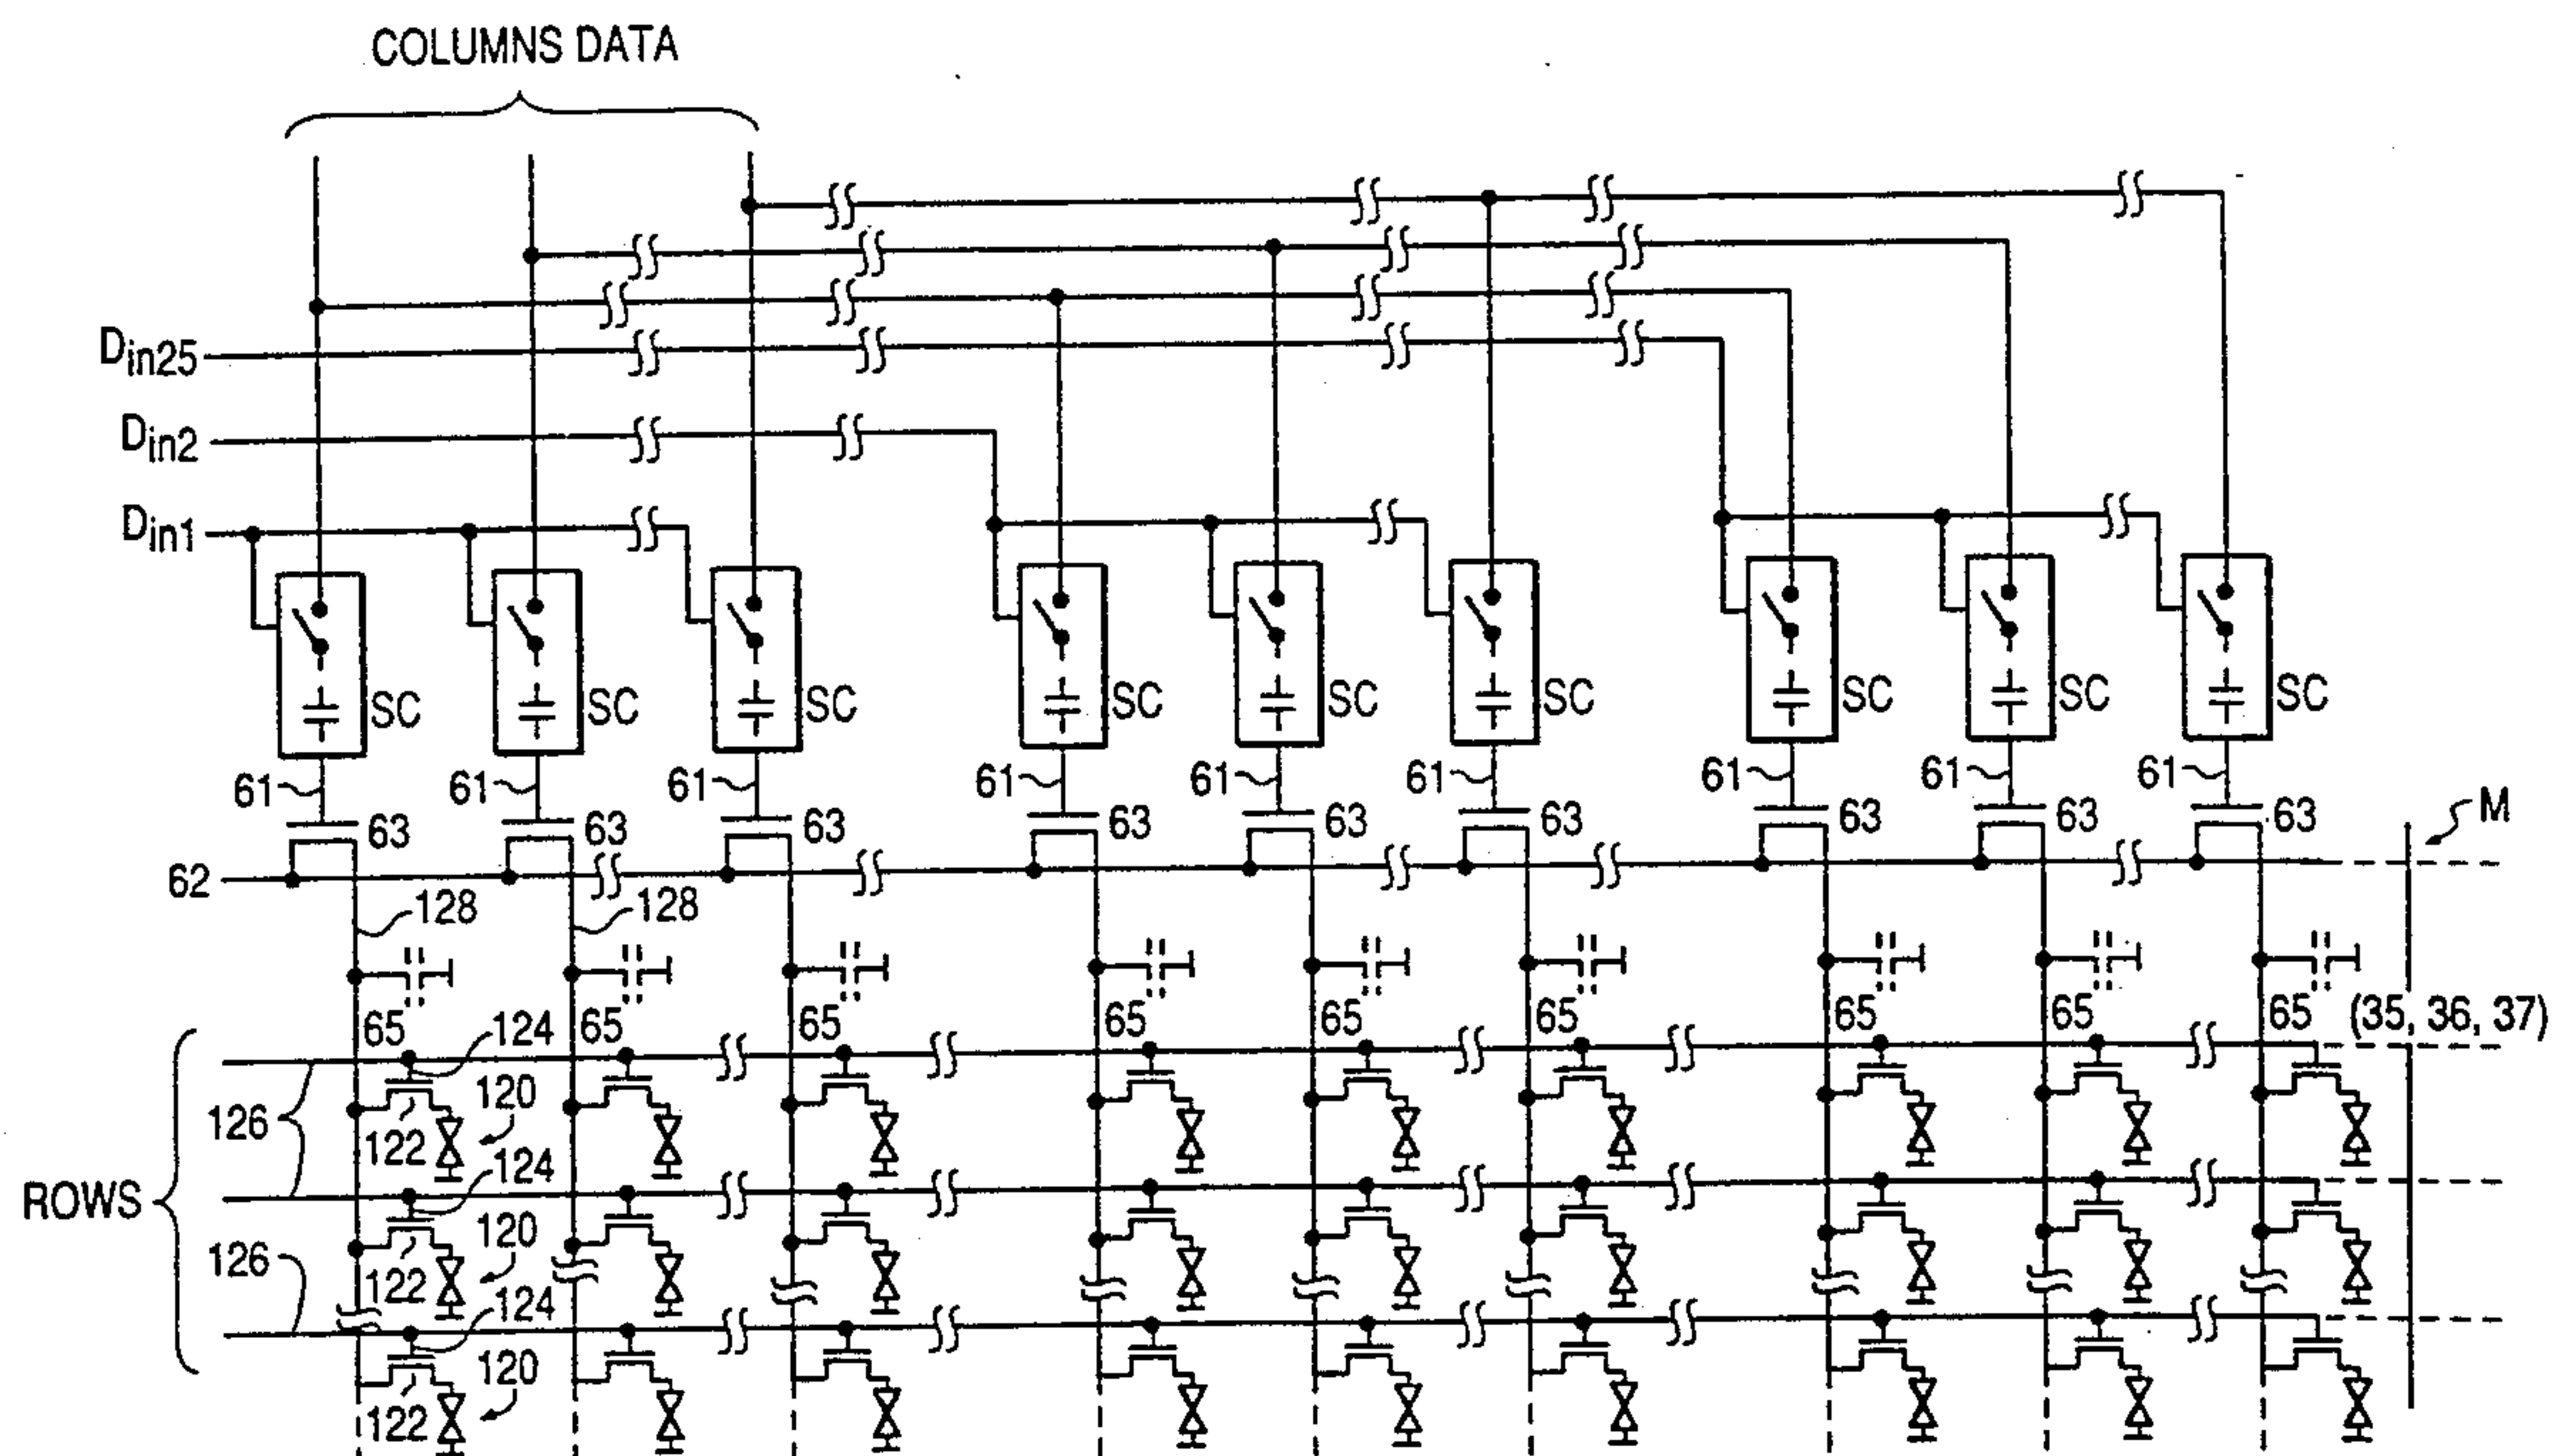 COLUMNS DATA
Din25
Din2
Din1
SC SC SC SC SC SC SC SC SC
61 61 61 61 61 61 61 61 61
63 63 63 63 63 63 63 63 63
M
62
128 128
65 65 65 65 65 65 65 65 65 (35, 36, 37)
124
126 122 120
124
ROWS
126 122 120
124
122 120